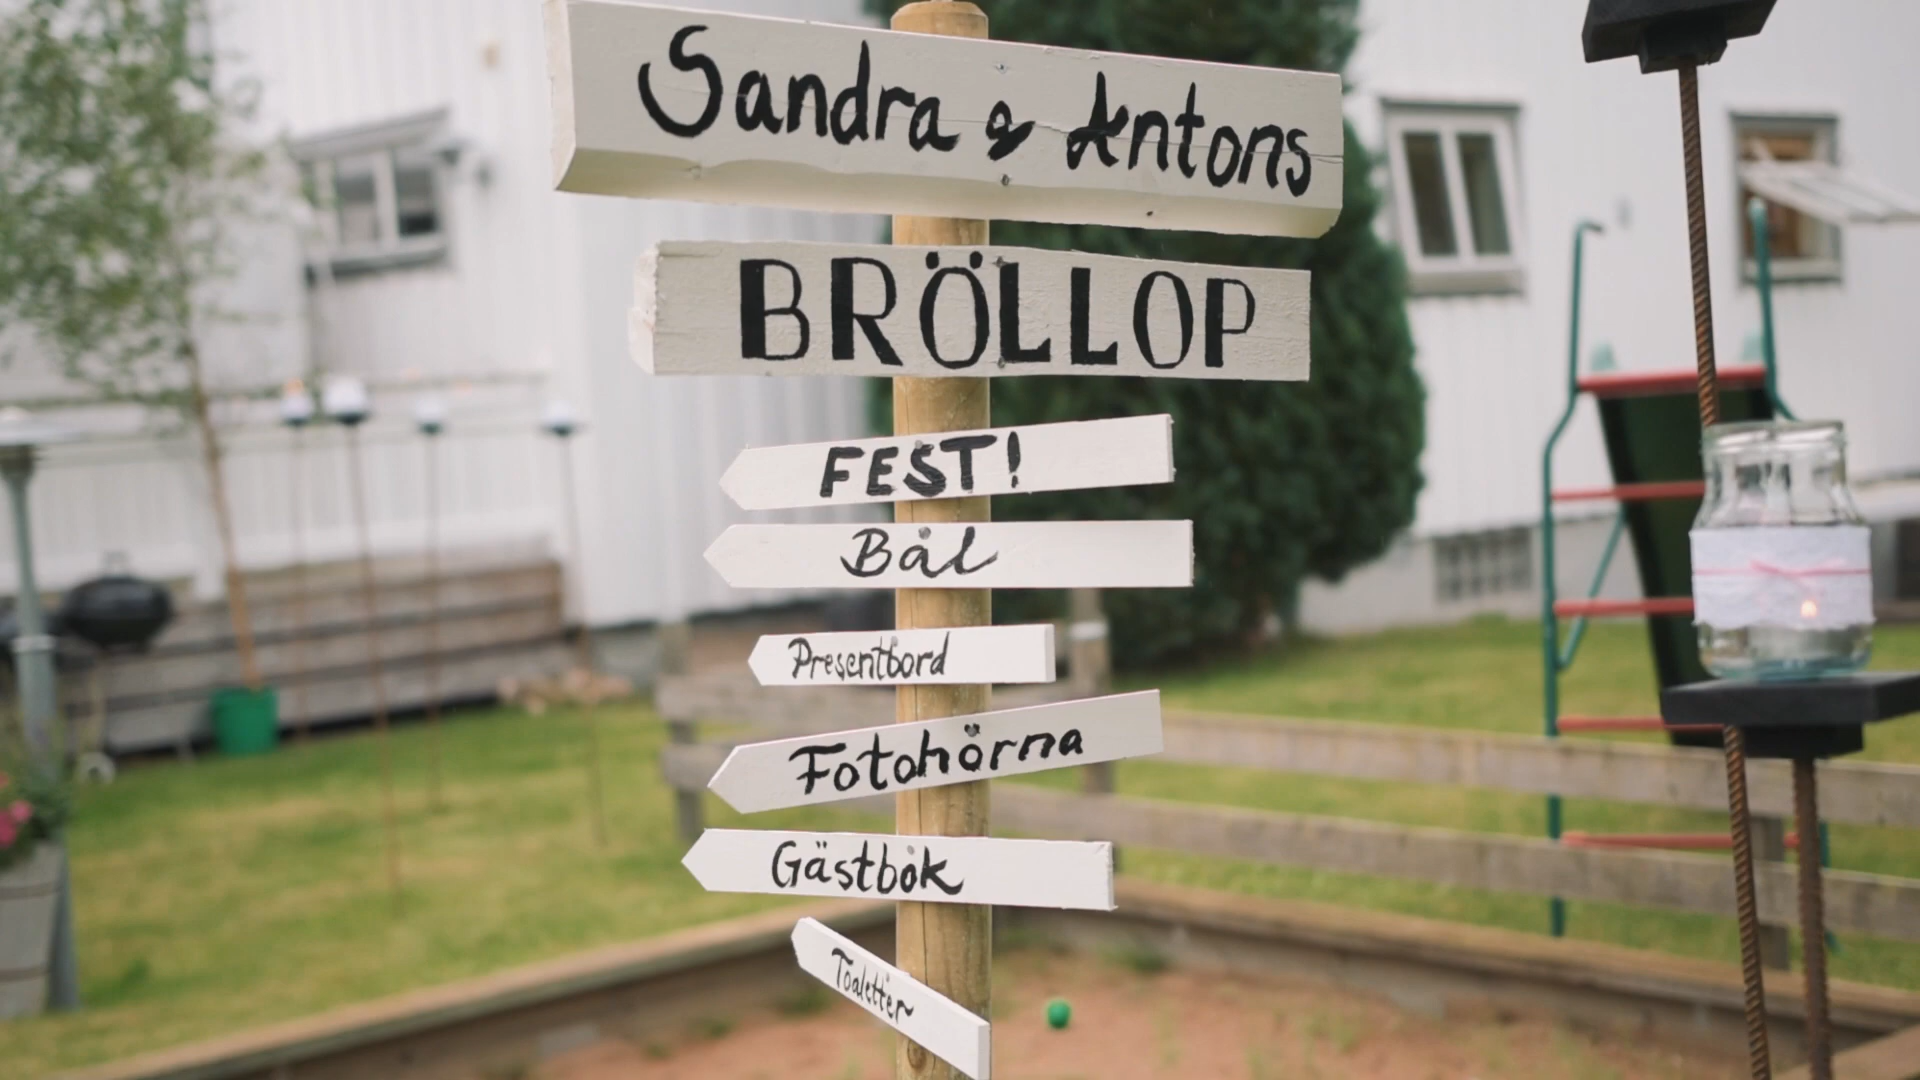 Sandra & Antons
BRÖLLOP
FEST!
Bål
Presentbord
Fotohörna
Gästbok
Toaletter